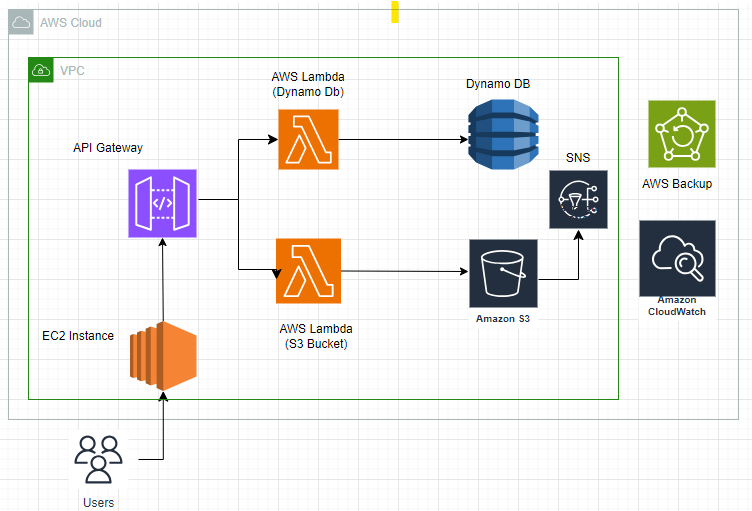 AWS Cloud
VPC
AWS Lambda
(Dynamo Db)
Dynamo DB
API Gateway
SNS
AWS Backup
</>
Amazon
CloudWatch
Amazon S3
AWS Lambda
(S3 Bucket)
EC2 Instance
Users